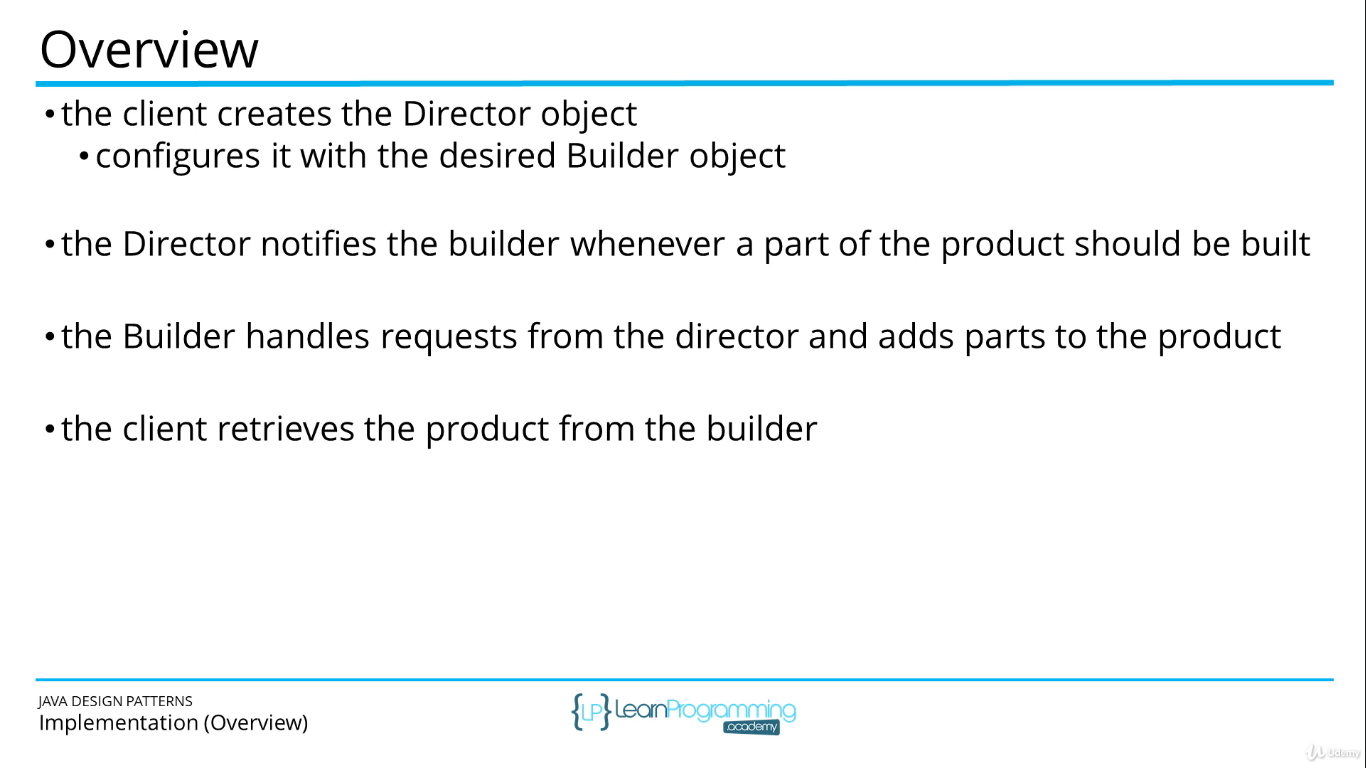 Overview
• the client creates the Director object
• configures it with the desired Builder object
• the Director notifies the builder whenever a part of the product should be built
• the Builder handles requests from the director and adds parts to the product
• the client retrieves the product from the builder
JAVA DESIGN PATTERNS
Implementation (Overview)
{LP} LearnProgramming
.academy
Udemy